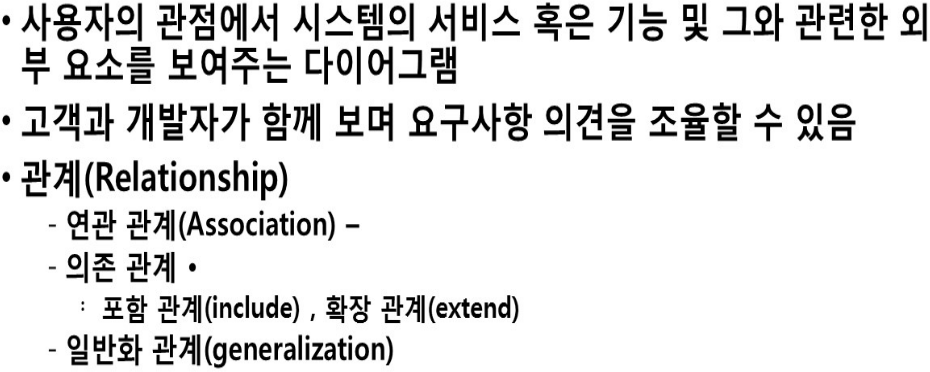 • 사용자의 관점에서 시스템의 서비스 혹은 기능 및 그와 관련한 외
부 요소를 보여주는 다이어그램
• 고객과 개발자가 함께 보며 요구사항 의견을 조율할 수 있음
• 관계(Relationship)
- 연관 관계(Association) –
- 의존 관계 •
: 포함 관계(include) , 확장 관계(extend)
- 일반화 관계(generalization)